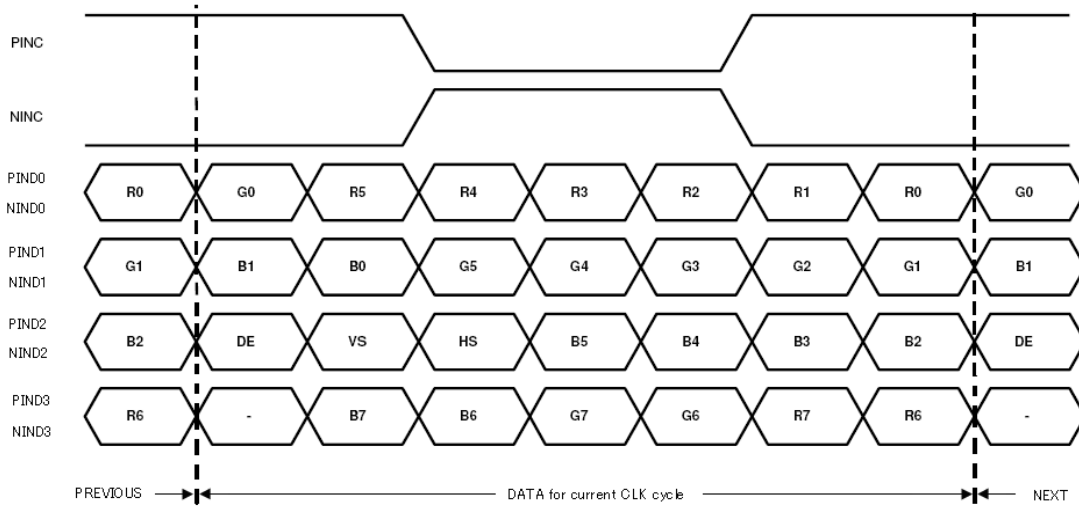 PINC
NINC
PIND0
NIND0
R0 G0 R5 R4 R3 R2 R1 R0 G0
PIND1
NIND1
G1 B1 B0 G5 G4 G3 G2 G1 B1
PIND2
NIND2
B2 DE VS HS B5 B4 B3 B2 DE
PIND3
NIND3
R6 - B7 B6 G7 G6 R7 R6 -
PREVIOUS DATA for current CLK cycle NEXT